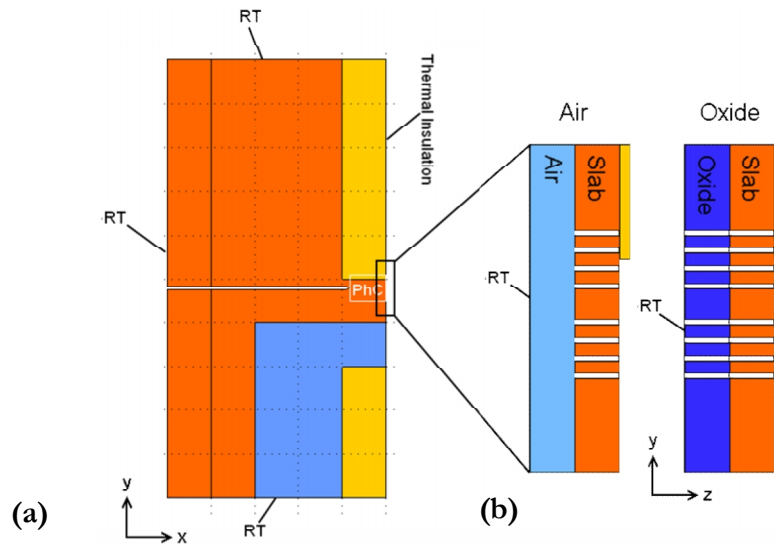 RT
Thermal Insulation
RT
PhC
RT
y
x
(a)
Air
Oxide
Air
Slab
Oxide
Slab
RT
RT
y
z
(b)